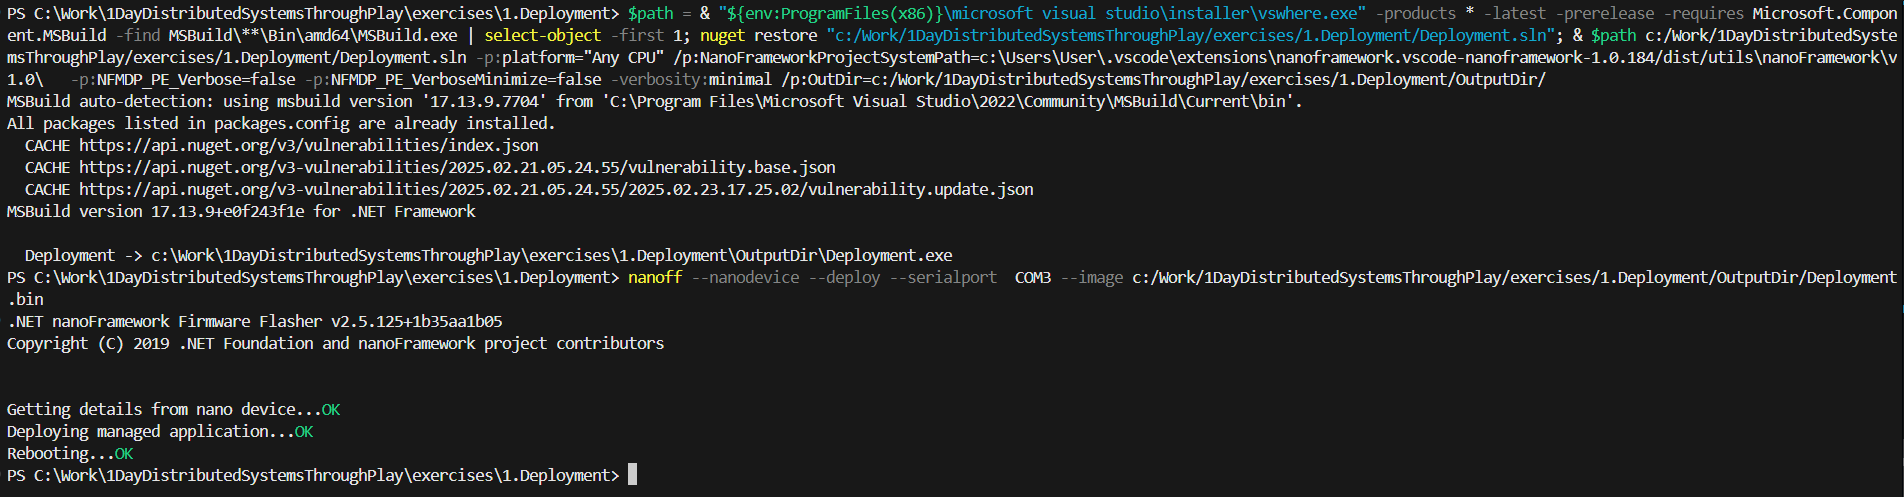 PS C:\Work\1DayDistributedSystemsThroughPlay\exercises\1.Deployment> $path = & "${env:ProgramFiles(x86)}\microsoft visual studio\installer\vswhere.exe" -products * -latest -prerelease -requires Microsoft.Compon
ent.MSBuild -find MSBuild\**\Bin\amd64\MSBuild.exe | select-object -first 1; nuget restore "c:/Work/1DayDistributedSystemsThroughPlay/exercises/1.Deployment/Deployment.sln"; & $path c:/Work/1DayDistributedSyste
msThroughPlay/exercises/1.Deployment/Deployment.sln -p:platform="Any CPU" /p:NanoFrameworkProjectSystemPath=c:\Users\User\.vscode\extensions\nanoframework.vscode-nanoframework-1.0.184/dist/utils\nanoFramework\v
1.0\   -p:NFMDP_PE_Verbose=false -p:NFMDP_PE_VerboseMinimize=false -verbosity:minimal /p:OutDir=c:/Work/1DayDistributedSystemsThroughPlay/exercises/1.Deployment/OutputDir/
MSBuild auto-detection: using msbuild version '17.13.9.7704' from 'C:\Program Files\Microsoft Visual Studio\2022\Community\MSBuild\Current\bin'.
All packages listed in packages.config are already installed.
  CACHE https://api.nuget.org/v3/vulnerabilities/index.json
  CACHE https://api.nuget.org/v3-vulnerabilities/2025.02.21.05.24.55/vulnerability.base.json
  CACHE https://api.nuget.org/v3-vulnerabilities/2025.02.21.05.24.55/2025.02.23.17.25.02/vulnerability.update.json
MSBuild version 17.13.9+e0f243f1e for .NET Framework
  Deployment -> c:\Work\1DayDistributedSystemsThroughPlay\exercises\1.Deployment\OutputDir\Deployment.exe
PS C:\Work\1DayDistributedSystemsThroughPlay\exercises\1.Deployment> nanoff --nanodevice --deploy --serialport  COM3 --image c:/Work/1DayDistributedSystemsThroughPlay/exercises/1.Deployment/OutputDir/Deployment
.bin
.NET nanoFramework Firmware Flasher v2.5.125+1b35aa1b05
Copyright (C) 2019 .NET Foundation and nanoFramework project contributors
Getting details from nano device...OK
Deploying managed application...OK
Rebooting...OK
PS C:\Work\1DayDistributedSystemsThroughPlay\exercises\1.Deployment>